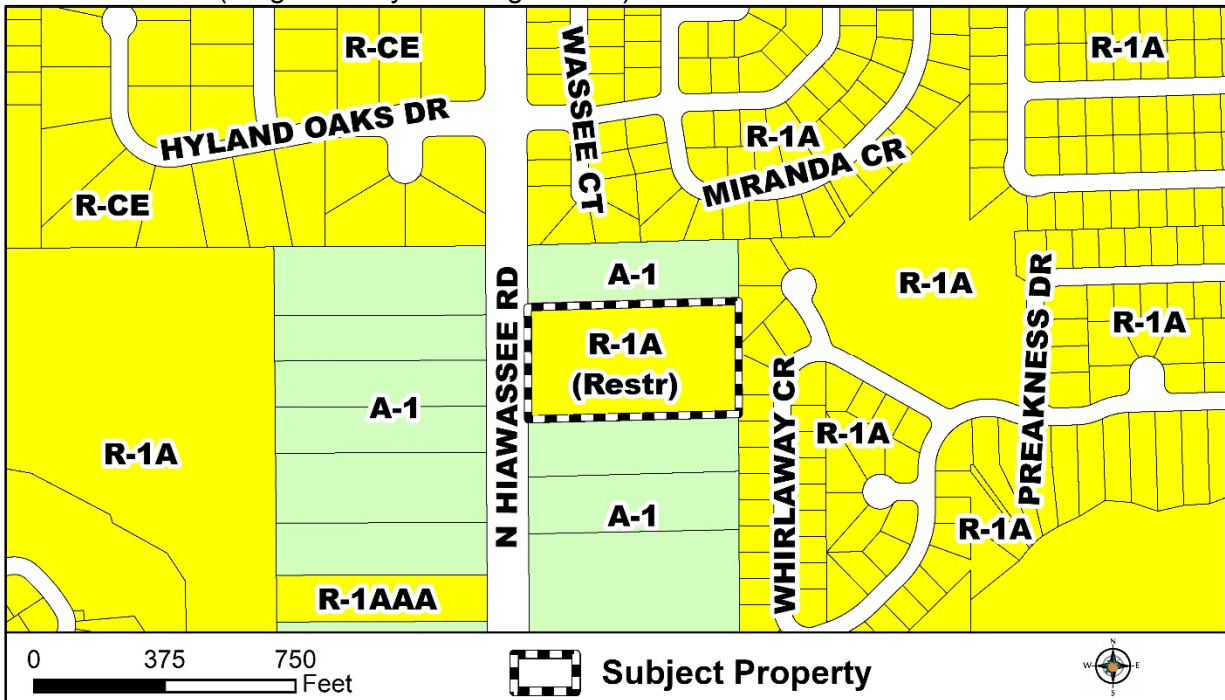 R-CE
WASSEE CT
R-1A
HYLAND OAKS DR
R-1A
MIRANDA CR
R-CE
N HIAWASSEE RD
A-1
R-1A
PREAKNESS DR
R-1A
R-1A
(Restr)
A-1
WHIRLAWAY CR
R-1A
R-1A
A-1
R-1A
R-1AAA
0 375 750
Feet
Subject Property
N
W E
S